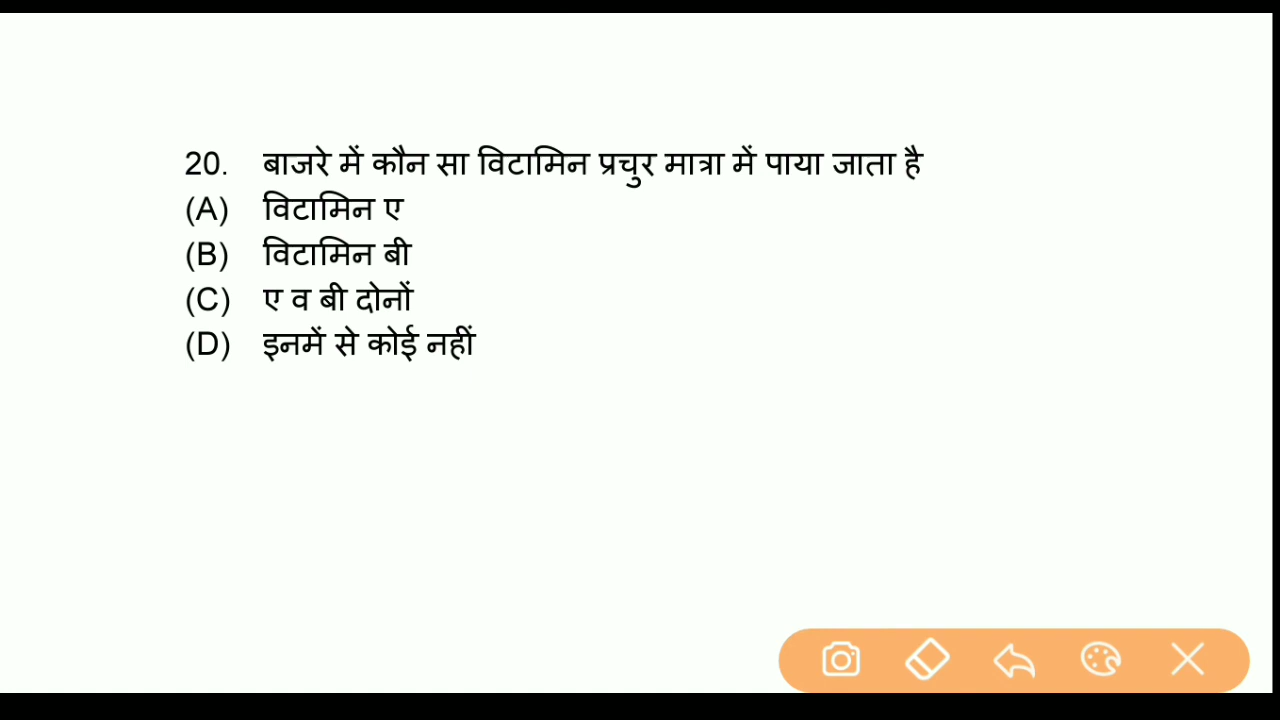 20. बाजरे में कौन सा विटामिन प्रचुर मात्रा में पाया जाता है
(A) विटामिन ए
(B) विटामिन बी
(C) ए व बी दोनों
(D) इनमें से कोई नहीं